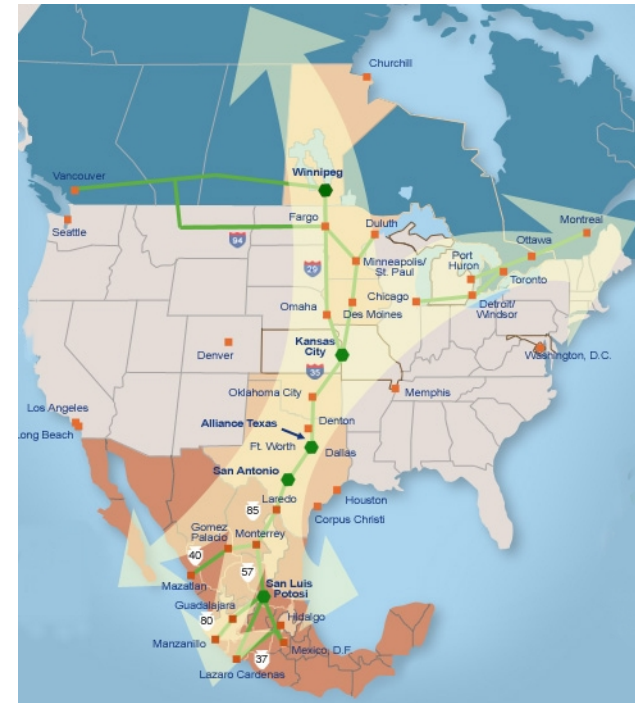 Churchill
Winnipeg
Vancouver
Fargo
Duluth
Montreal
Seattle
94
Ottawa
Port
Huron
Minneapolis/
St. Paul
29
Toronto
Chicago
Detroit/
Windsor
Omaha
Des Moines
Kansas
City
Denver
Washington, D.C.
35
Oklahoma City
Memphis
Los Angeles
Long Beach
Alliance Texas
Denton
Ft. Worth
Dallas
San Antonio
Laredo
Houston
85
Corpus Christi
Gomez
Palacio
Monterrey
40
57
Mazatlan
San Luis
Potosi
Guadalajara
80
Hidalgo
Manzanillo
37
Mexico, D.F.
Lazaro Cardenas